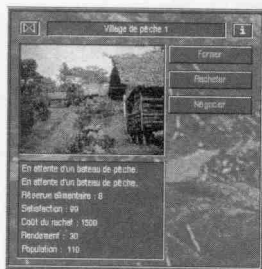 Village de pêche 1
i
Fermer
Racheter
Négocier
En attente d'un bateau de pêche.
En attente d'un bateau de pêche.
Réserve alimentaire : 8
Satisfaction : 99
Coût du rachat : 1500
Rendement : 30
Population : 110